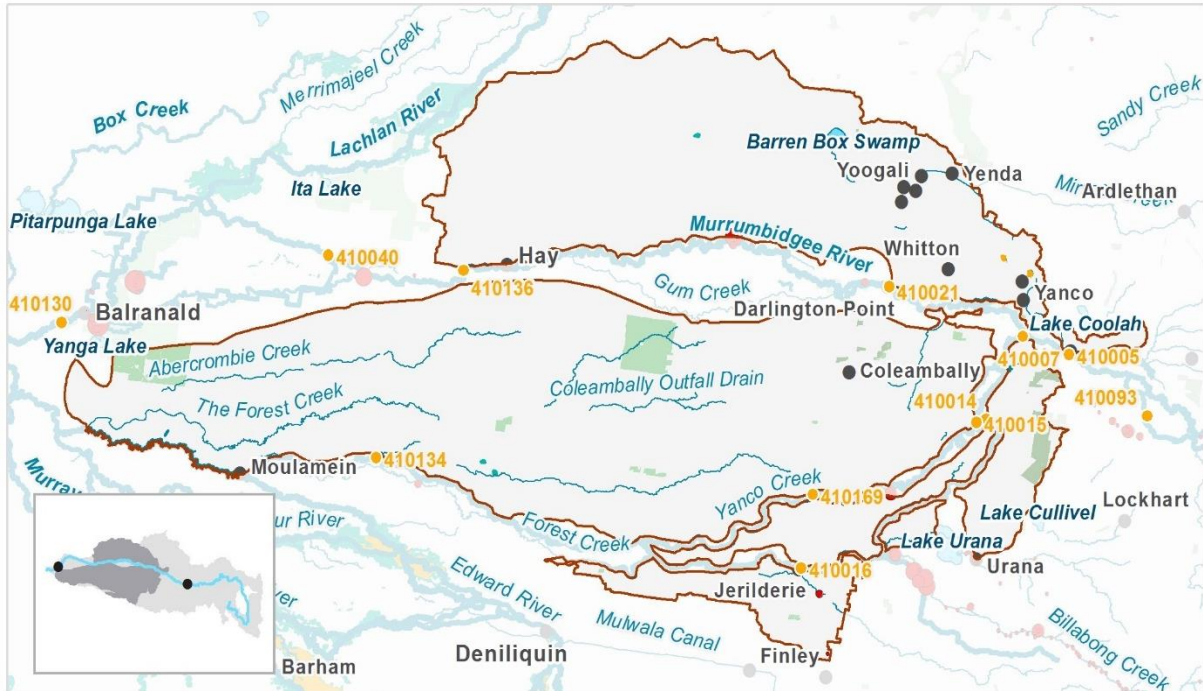 Box Creek
Merrimajeel Creek
Lachlan River
Sandy Creek
Barren Box Swamp
Yoogali
Yenda
Ardlethan
Ita Lake
Pitarpunga Lake
Murrumbidgee River
Whitton
410040
Hay
410136
Gum Creek
410021
Yanco
410130
Balranald
Darlington Point
Lake Coolah
Yanga Lake
410007
410005
Abercrombie Creek
Coleambally Outfall Drain
Coleambally
410014
410093
The Forest Creek
410015
Moulamein
410134
Yanco Creek
410169
Lockhart
Forest Creek
Lake Cullivel
Lake Urana
Urana
410016
Edward River
Jerilderie
Mulwala Canal
Billabong Creek
Deniliquin
Finley
Barham